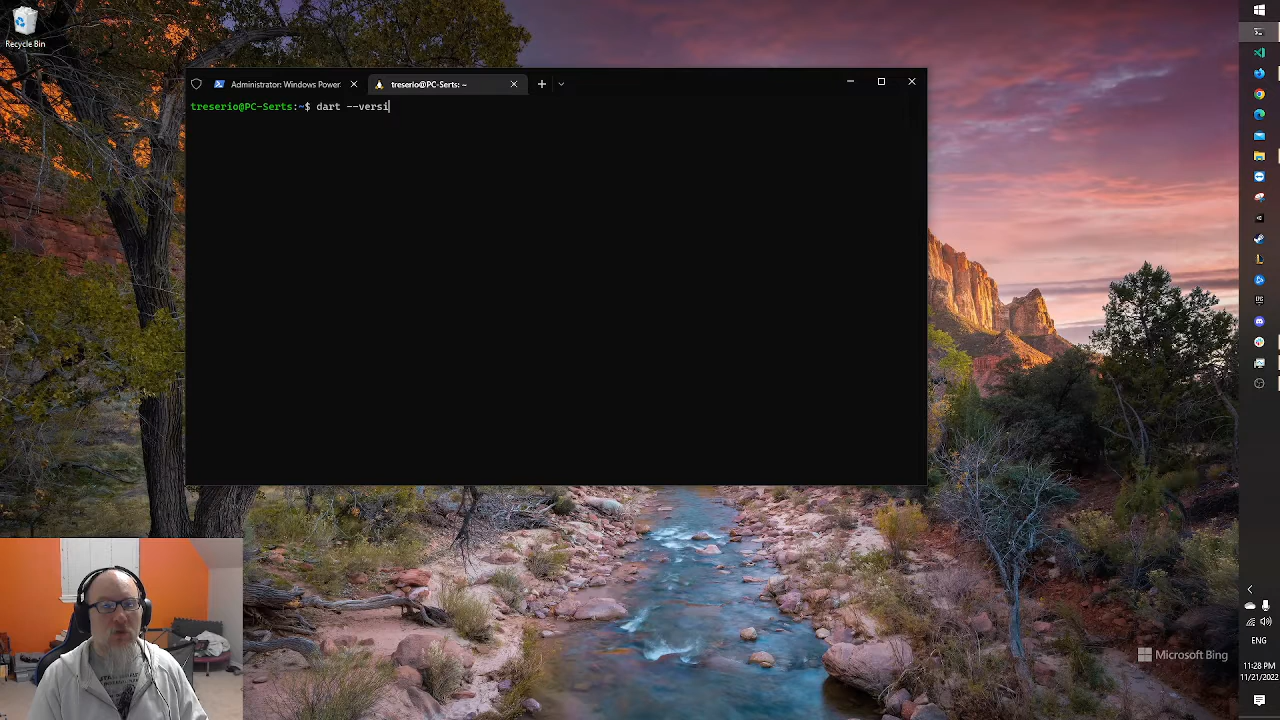 Recycle Bin
Administrator: Windows Power
treserio@PC-Serts: ~
treserio@PC-Serts:~$ dart --versi
Microsoft Bing
ENG
11:28 PM
11/21/2022